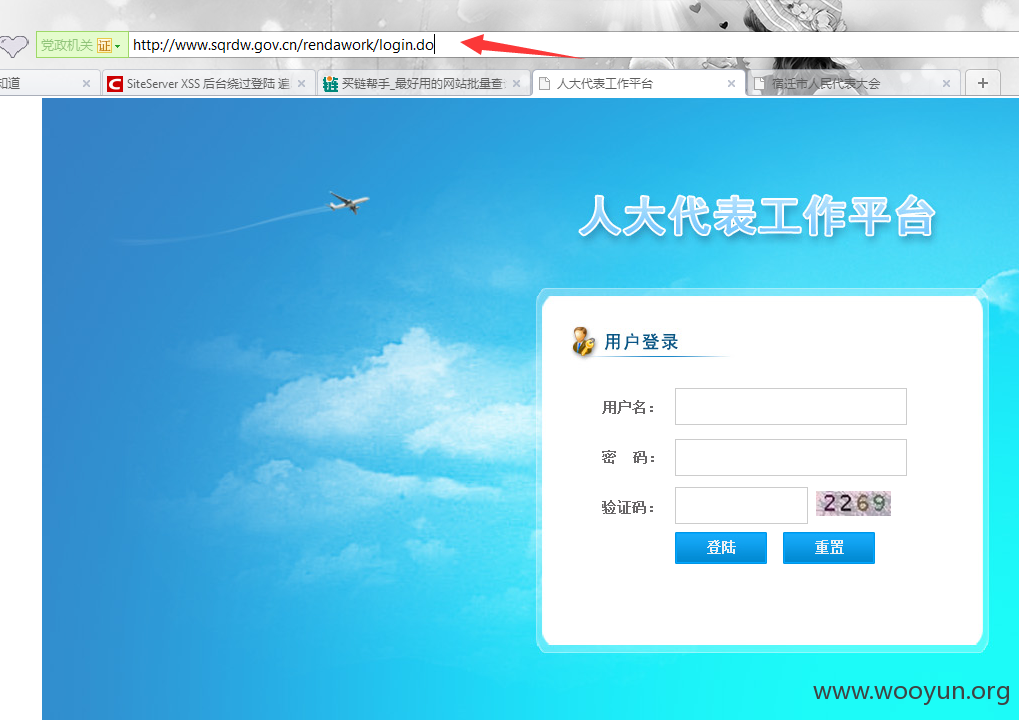 党政机关 证 http://www.sqrdw.gov.cn/rendawork/login.do
知道 SiteServer XSS 后台绕过登陆 买链帮手_最好用的网站批量查 人大代表工作平台 宿迁市人民代表大会
人大代表工作平台
用户登录
用户名：
密 码：
验证码： 2269
登陆 重置
www.wooyun.org